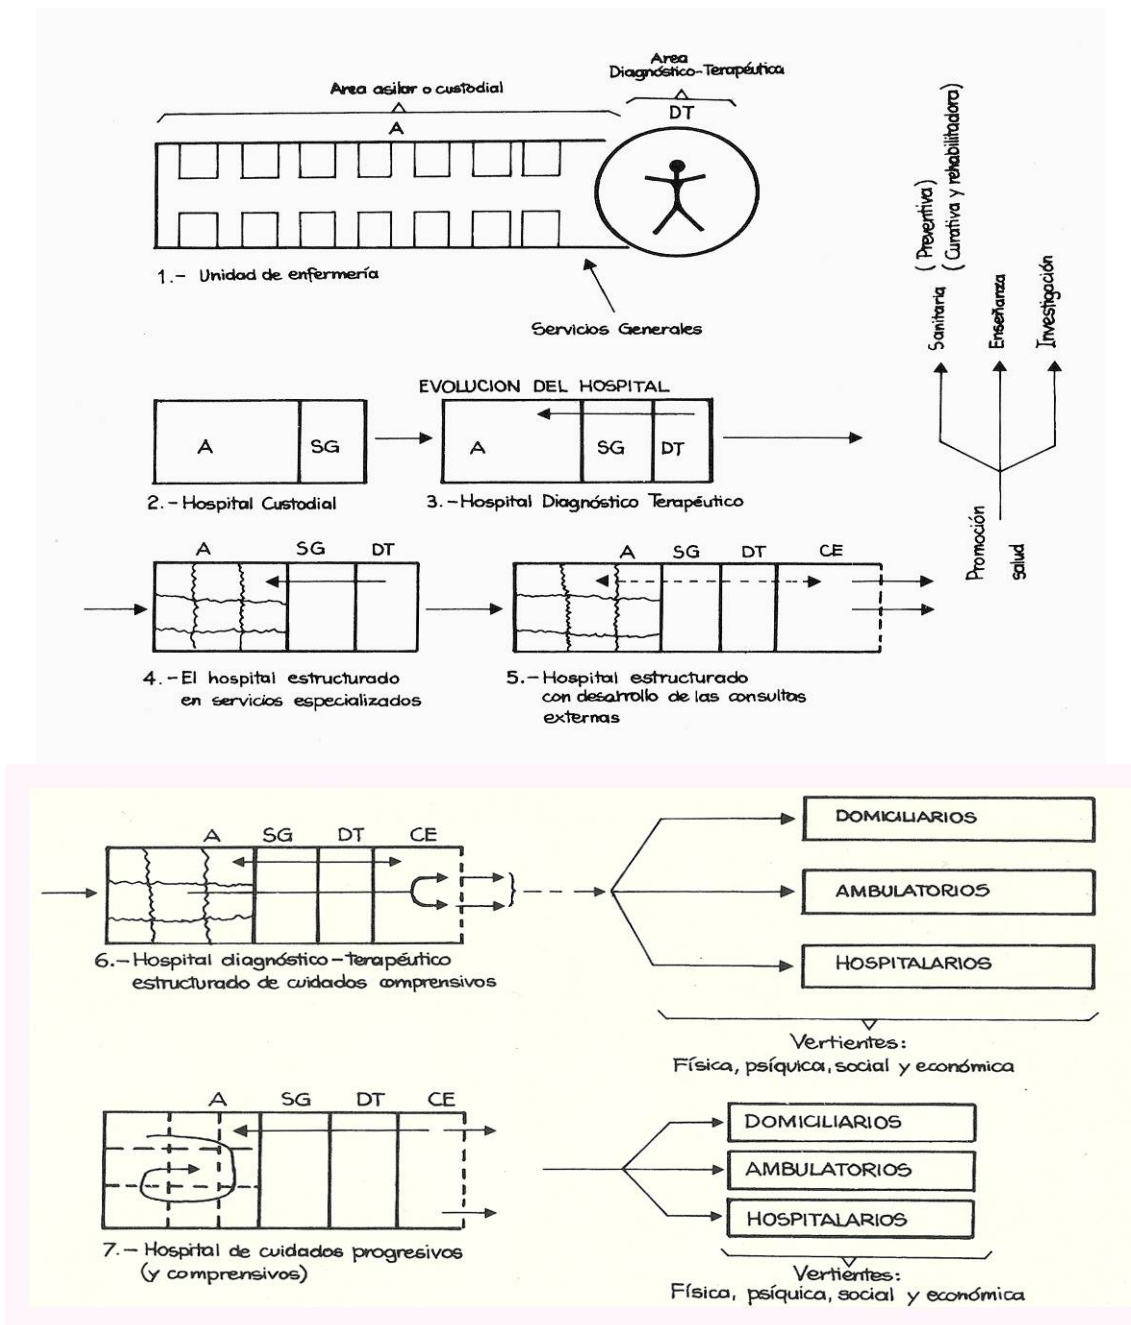 Area asilar o custodial
A
Area
Diagnóstico-Terapéutica
DT
1.- Unidad de enfermería
Servicios Generales
Sanitaria (Preventiva)
(Curativa y rehabilitadora)
Enseñanza
Investigación
Promoción
salud
EVOLUCION DEL HOSPITAL
A SG
2.-Hospital Custodial
A SG DT
3.-Hospital Diagnóstico Terapéutico
A SG DT
4.-El hospital estructurado
en servicios especializados
A SG DT CE
5.-Hospital estructurado
con desarrollo de las consultas
externas
A SG DT CE
6.-Hospital diagnóstico-terapéutico
estructurado de cuidados comprensivos
DOMICILIARIOS
AMBULATORIOS
HOSPITALARIOS
Vertientes:
Física, psíquica, social y económica
A SG DT CE
7.- Hospital de cuidados progresivos
(y comprensivos)
DOMICILIARIOS
AMBULATORIOS
HOSPITALARIOS
Vertientes:
Física, psíquica, social y económica